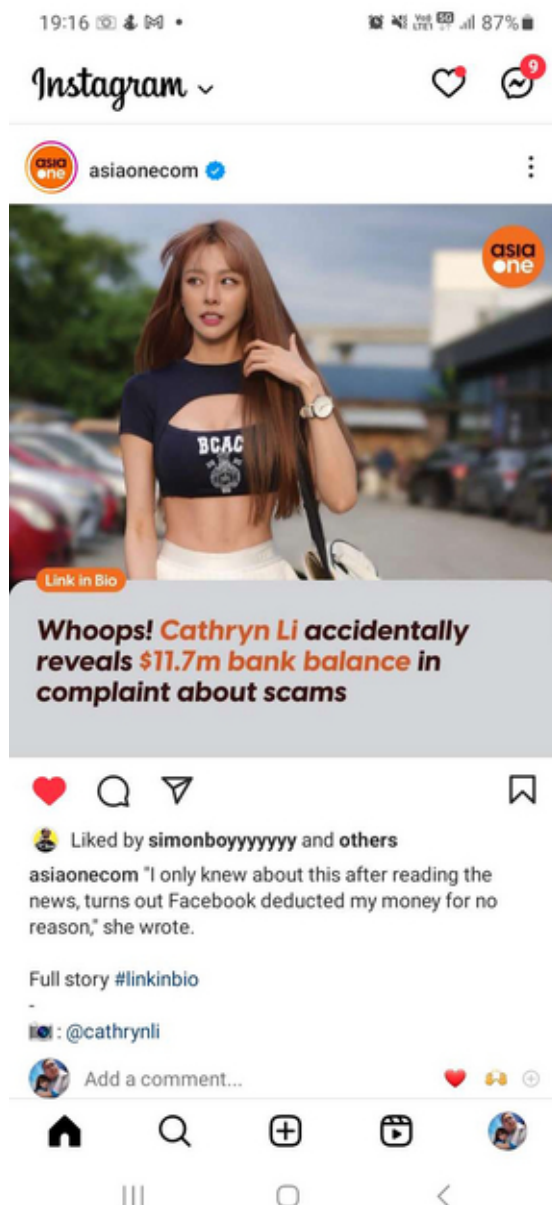 19:16
87%
Instagram
9
asia
one
asiaonecom
asia
one
BCAC
Link in Bio
Whoops! Cathryn Li accidentally
reveals $11.7m bank balance in
complaint about scams
Liked by simonboyyyyyyy and others
asiaonecom "I only knew about this after reading the
news, turns out Facebook deducted my money for no
reason," she wrote.
Full story #linkinbio
-
: @cathrynli
Add a comment...